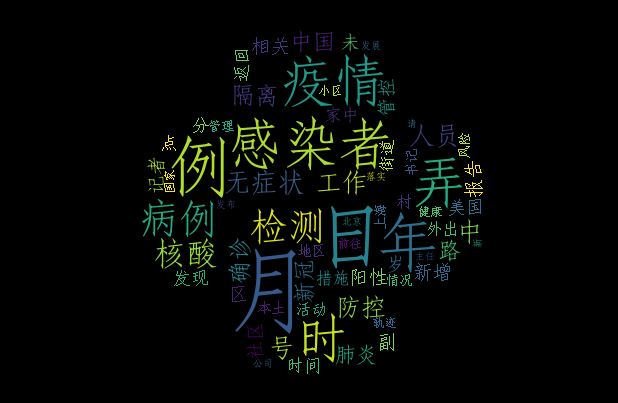 返回
相关
中国
未
发展
疫情
隔离
小区
管控
家中
分
管理
点
记者
国家
例
感染者
街道
书记
人员
请
风险
报告
无症状
工作
落实
弄
病例
发布
检测
日
年
北京
上线
村
健康
美国
外出
中
路
核酸
确诊
地区
前往
岁
主任
发现
区
月
新冠
措施
阳性
情况
新增
本土
活动
防控
轨迹
社区
号
时
时间
肺炎
副
公司